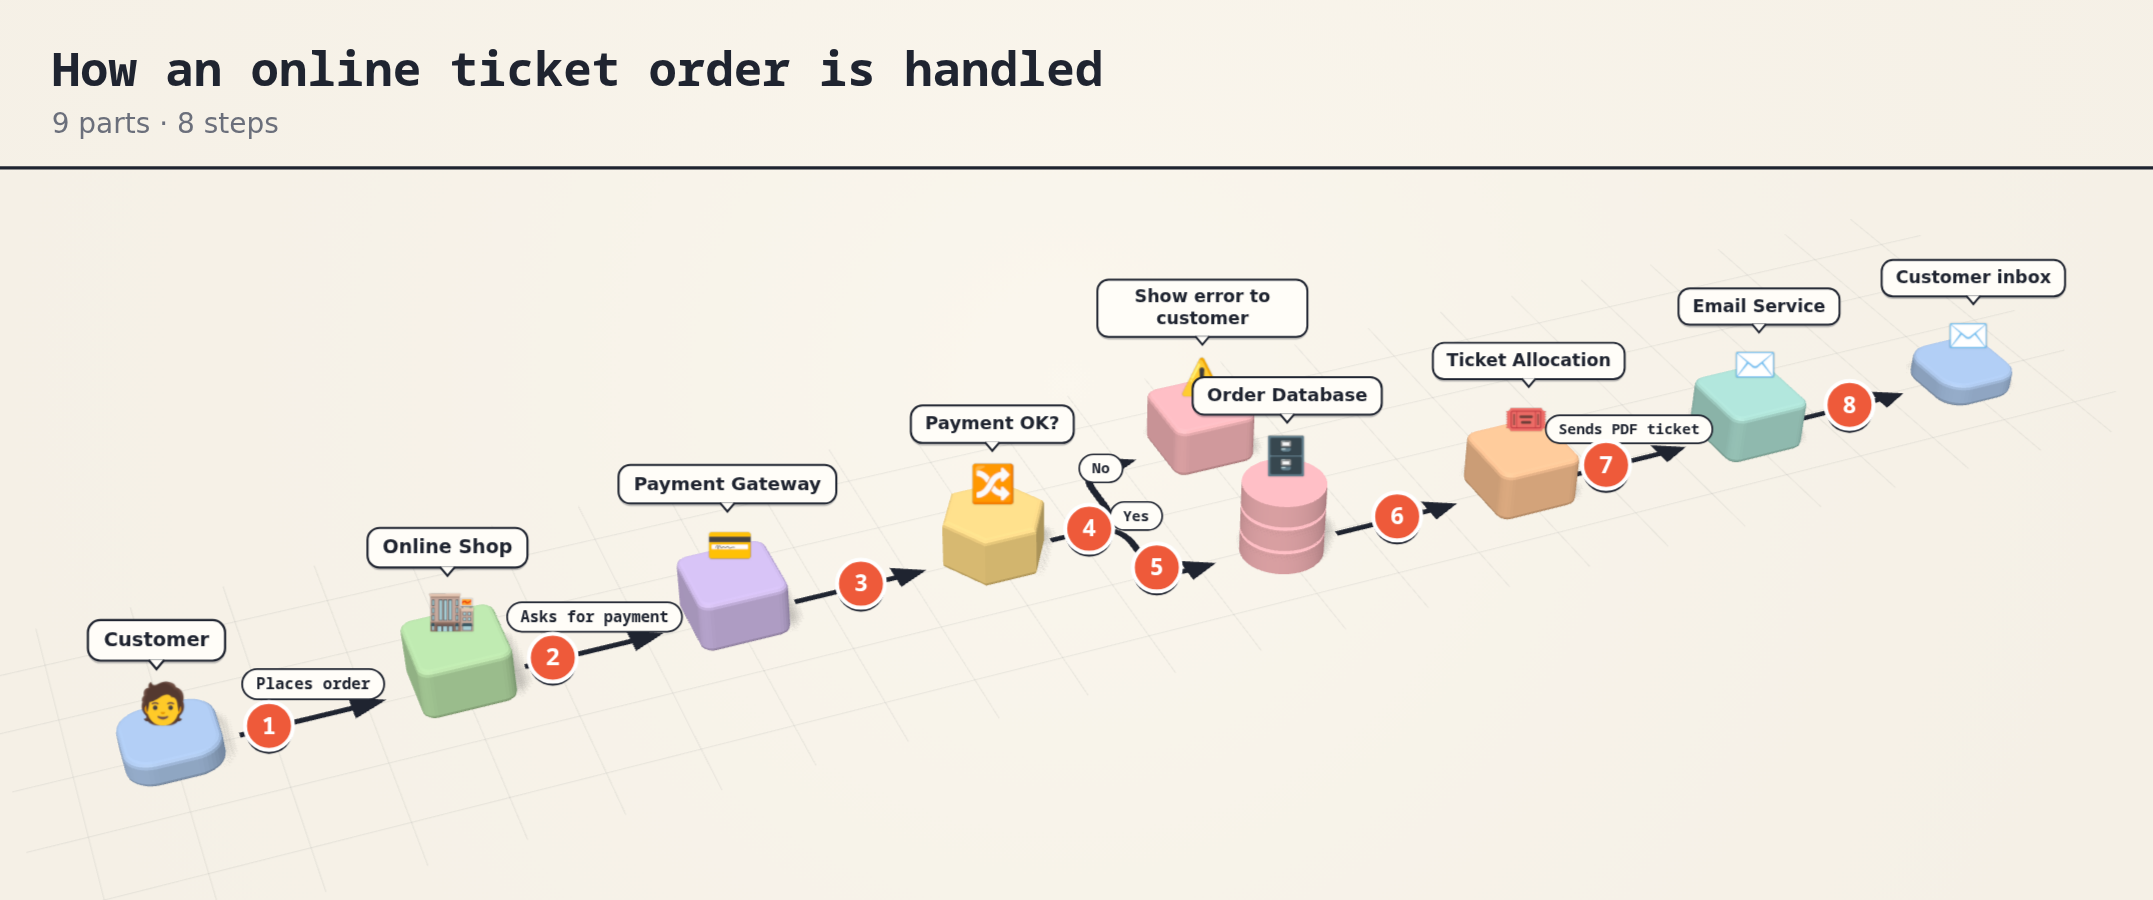 How an online ticket order is handled
9 parts · 8 steps
Customer
1
Places order
Online Shop
2
Asks for payment
Payment Gateway
3
Payment OK?
4
No
Yes
Show error to
customer
5
Order Database
6
Ticket Allocation
7
Sends PDF ticket
Email Service
8
Customer inbox